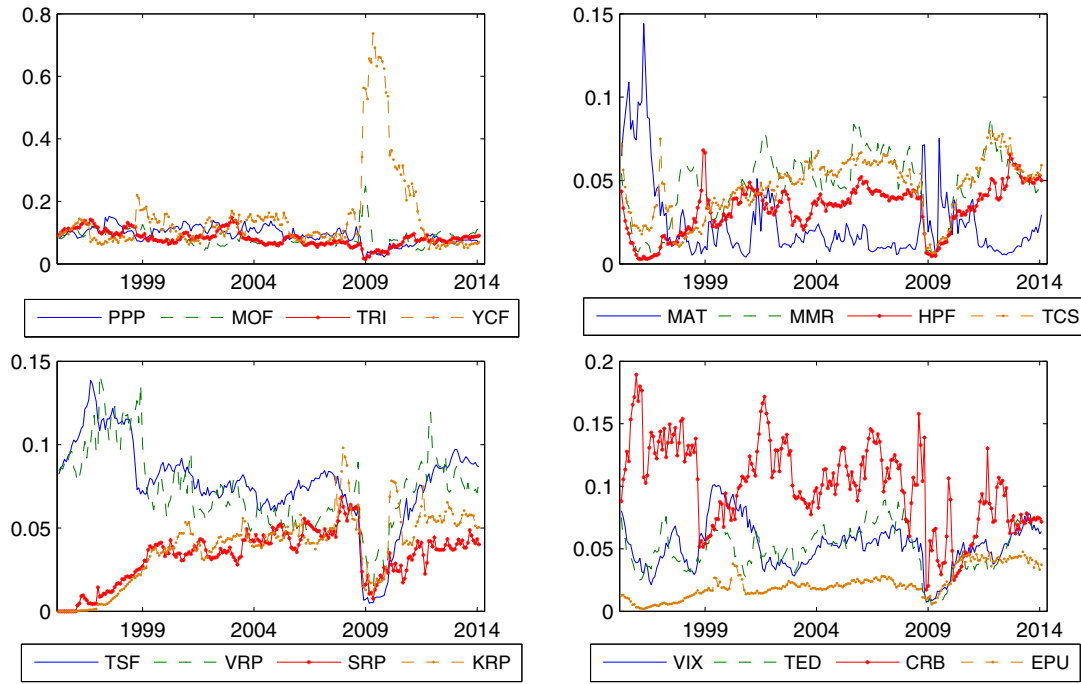 0.8
0.6
0.4
0.2
0
1999 2004 2009 2014
PPP MOF TRI YCF
0.15
0.1
0.05
0
1999 2004 2009 2014
MAT MMR HPF TCS
0.15
0.1
0.05
0
1999 2004 2009 2014
TSF VRP SRP KRP
0.2
0.15
0.1
0.05
0
1999 2004 2009 2014
VIX TED CRB EPU